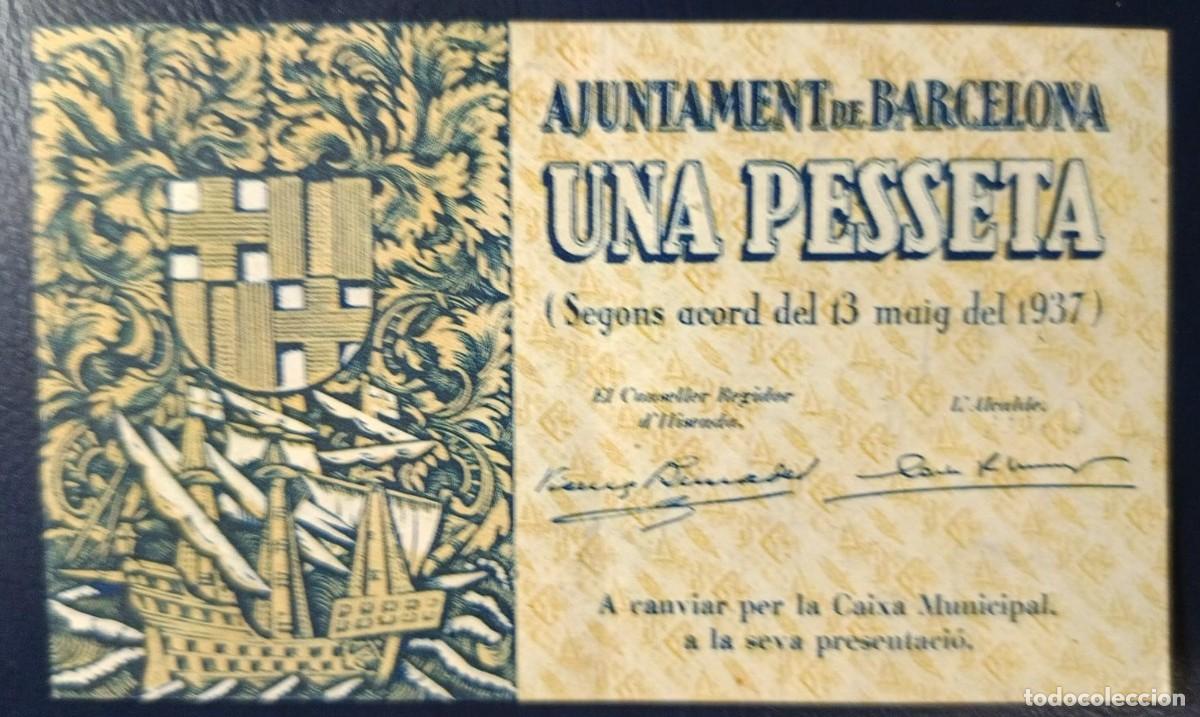 AJUNTAMENT DE BARCELONA
UNA PESSETA
(Segons acord del 13 maig del 1937)
El Conseller Regidor
d'Hisenda.
L'Alcalde.
A canviar per la Caixa Municipal,
a la seva presentació.
todocoleccion